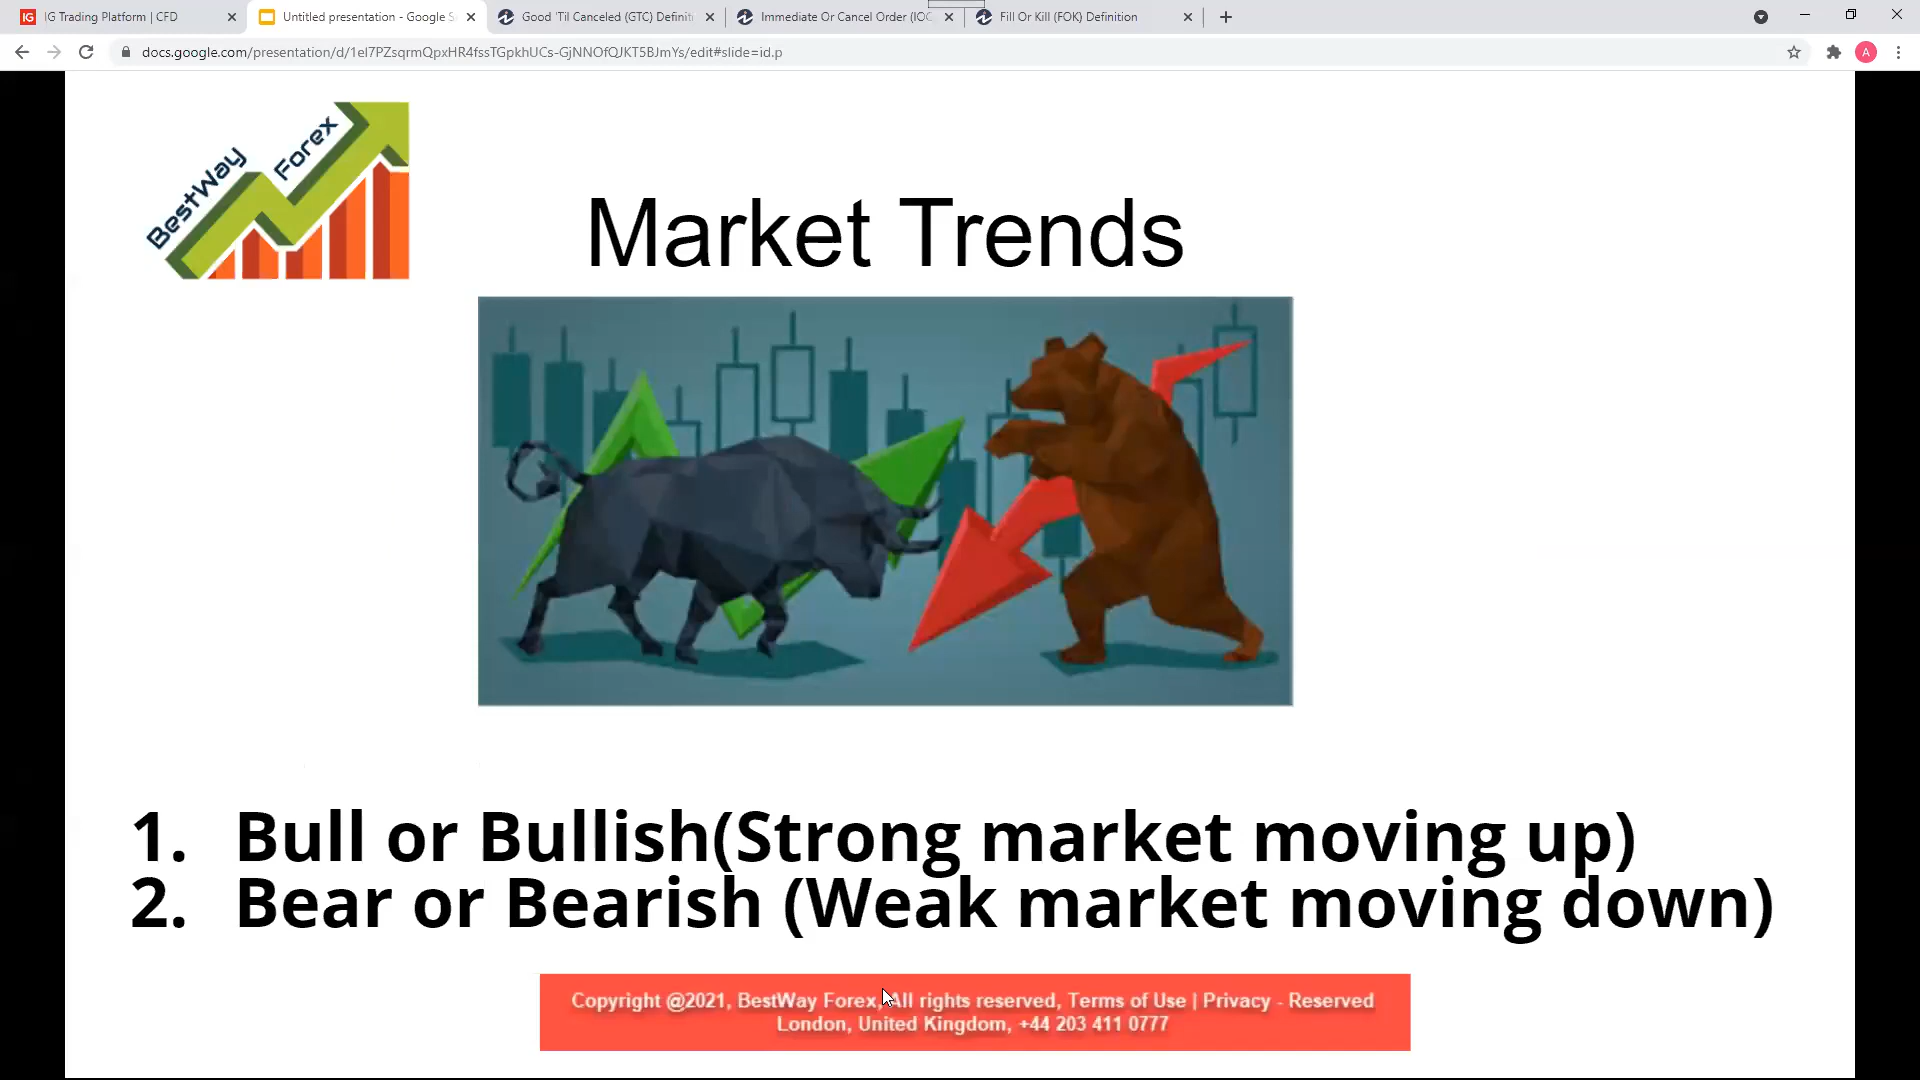 IG Trading Platform | CFD
Untitled presentation - Google S
Good 'Til Canceled (GTC) Definiti
Immediate Or Cancel Order (IOC
Fill Or Kill (FOK) Definition
docs.google.com/presentation/d/1el7PZsqrmQpxHR4fssTGpkhUCs-GjNNOfQJKT5BJmYs/edit#slide=id.p
A
BestWay Forex
Market Trends
1. Bull or Bullish(Strong market moving up)
2. Bear or Bearish (Weak market moving down)
Copyright @2021, BestWay Forex, All rights reserved, Terms of Use | Privacy - Reserved
London, United Kingdom, +44 203 411 0777